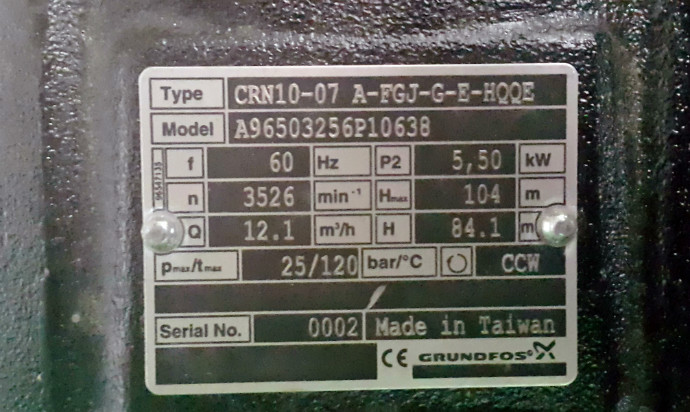 Type CRN10-07 A-FGJ-G-E-HQQE
Model A96503256P10638
f 60 Hz P2 5,50 kW
n 3526 min⁻¹ Hmax 104 m
Q 12.1 m³/h H 84.1 m
pmax/tmax 25/120 bar/°C CCW
Serial No. 0002 Made in Taiwan
CE GRUNDFOS
96547135